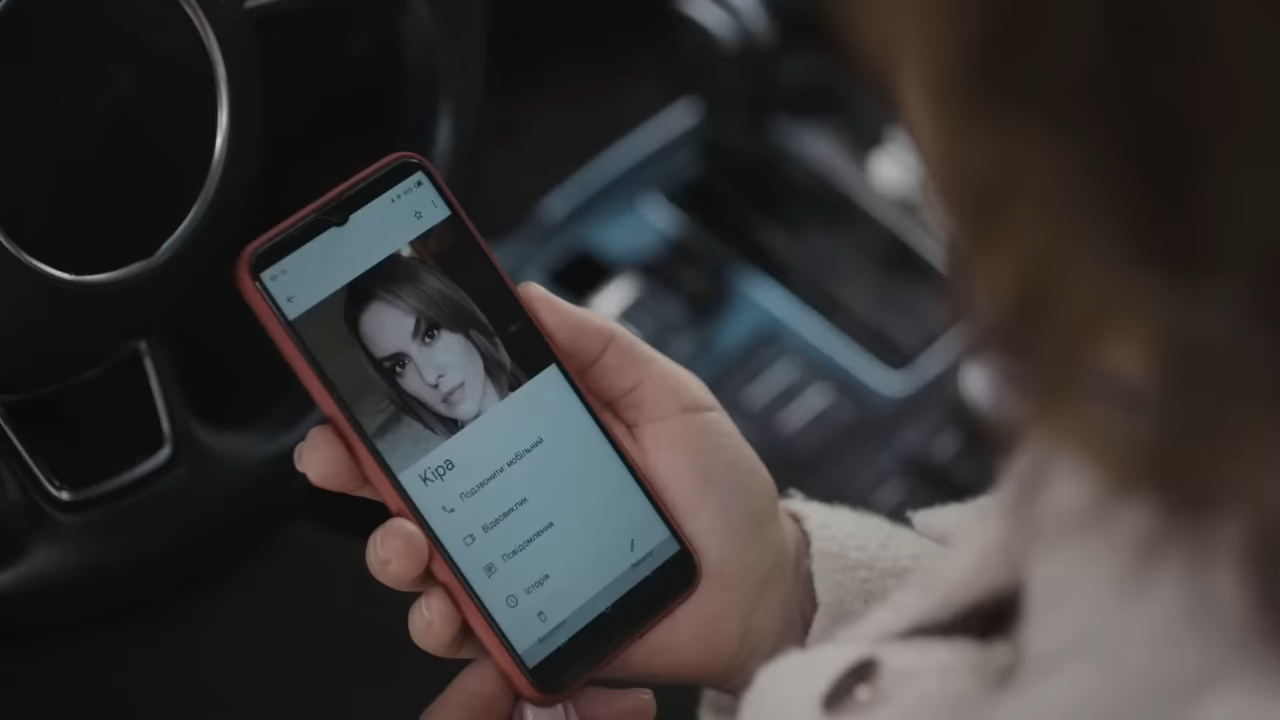 Кіра
Подзвонити: мобільний
Відеовиклик
Повідомлення
Історія